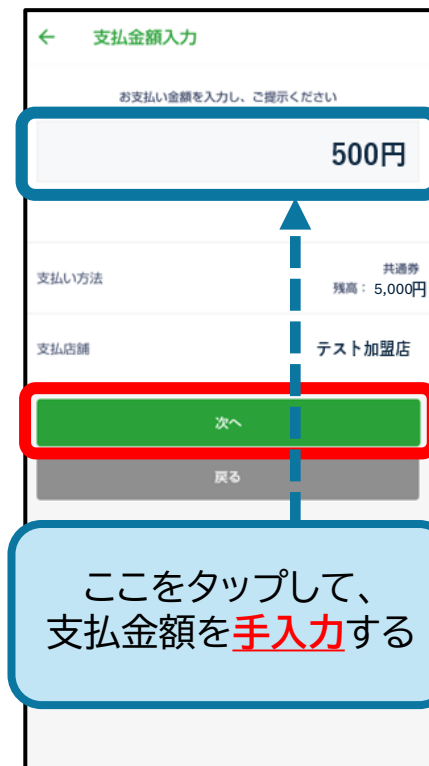 ← 支払金額入力
お支払い金額を入力し、ご提示ください
500円
支払い方法
共通券
残高： 5,000円
支払店舗
テスト加盟店
次へ
戻る
ここをタップして、
支払金額を手入力する